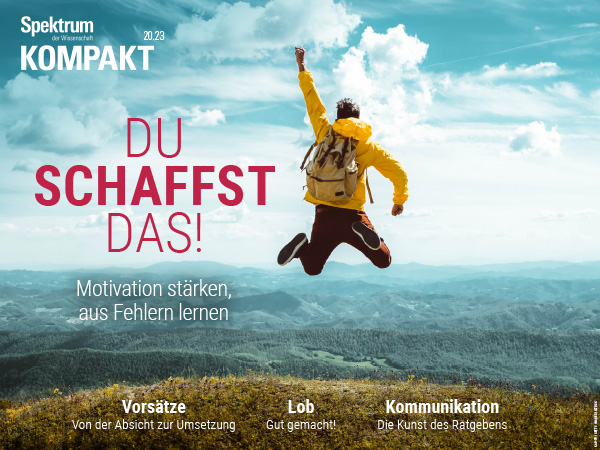 Spektrum
der Wissenschaft
20.23
KOMPAKT
DU
SCHAFFST
DAS!
Motivation stärken,
aus Fehlern lernen
Vorsätze
Von der Absicht zur Umsetzung
Lob
Gut gemacht!
Kommunikation
Die Kunst des Ratgebens